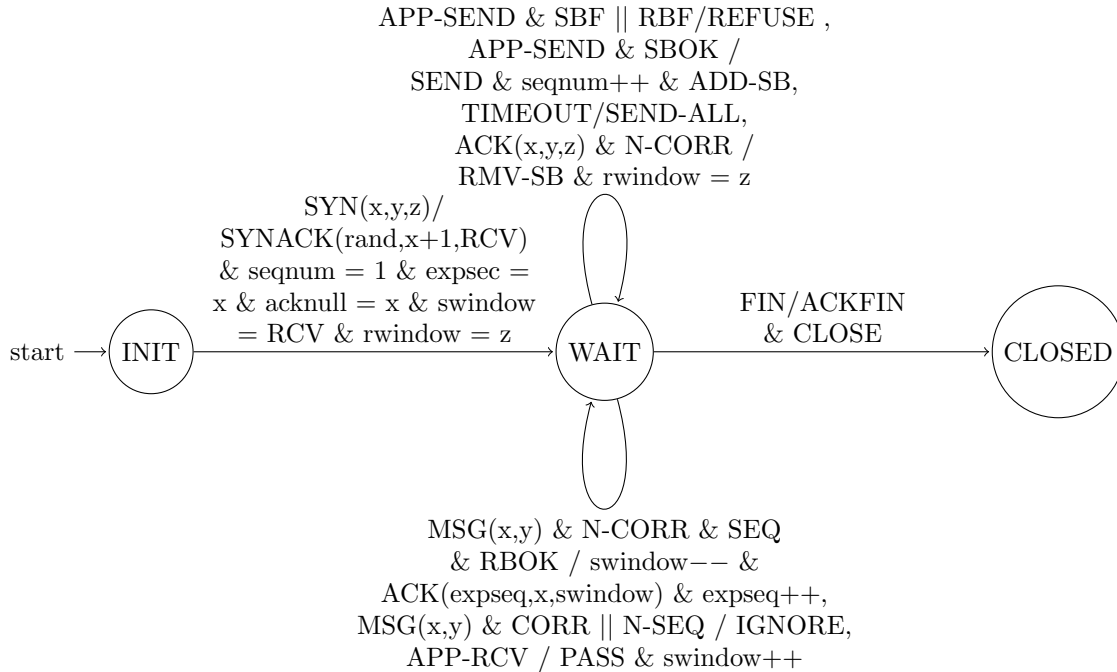 APP-SEND & SBF || RBF/REFUSE ,
APP-SEND & SBOK /
SEND & seqnum++ & ADD-SB,
TIMEOUT/SEND-ALL,
ACK(x,y,z) & N-CORR /
RMV-SB & rwindow = z
SYN(x,y,z)/
SYNACK(rand,x+1,RCV)
& seqnum = 1 & expsec =
x & acknull = x & swindow
= RCV & rwindow = z
FIN/ACKFIN
& CLOSE
start
INIT
WAIT
CLOSED
MSG(x,y) & N-CORR & SEQ
& RBOK / swindow−− &
ACK(expseq,x,swindow) & expseq++,
MSG(x,y) & CORR || N-SEQ / IGNORE,
APP-RCV / PASS & swindow++